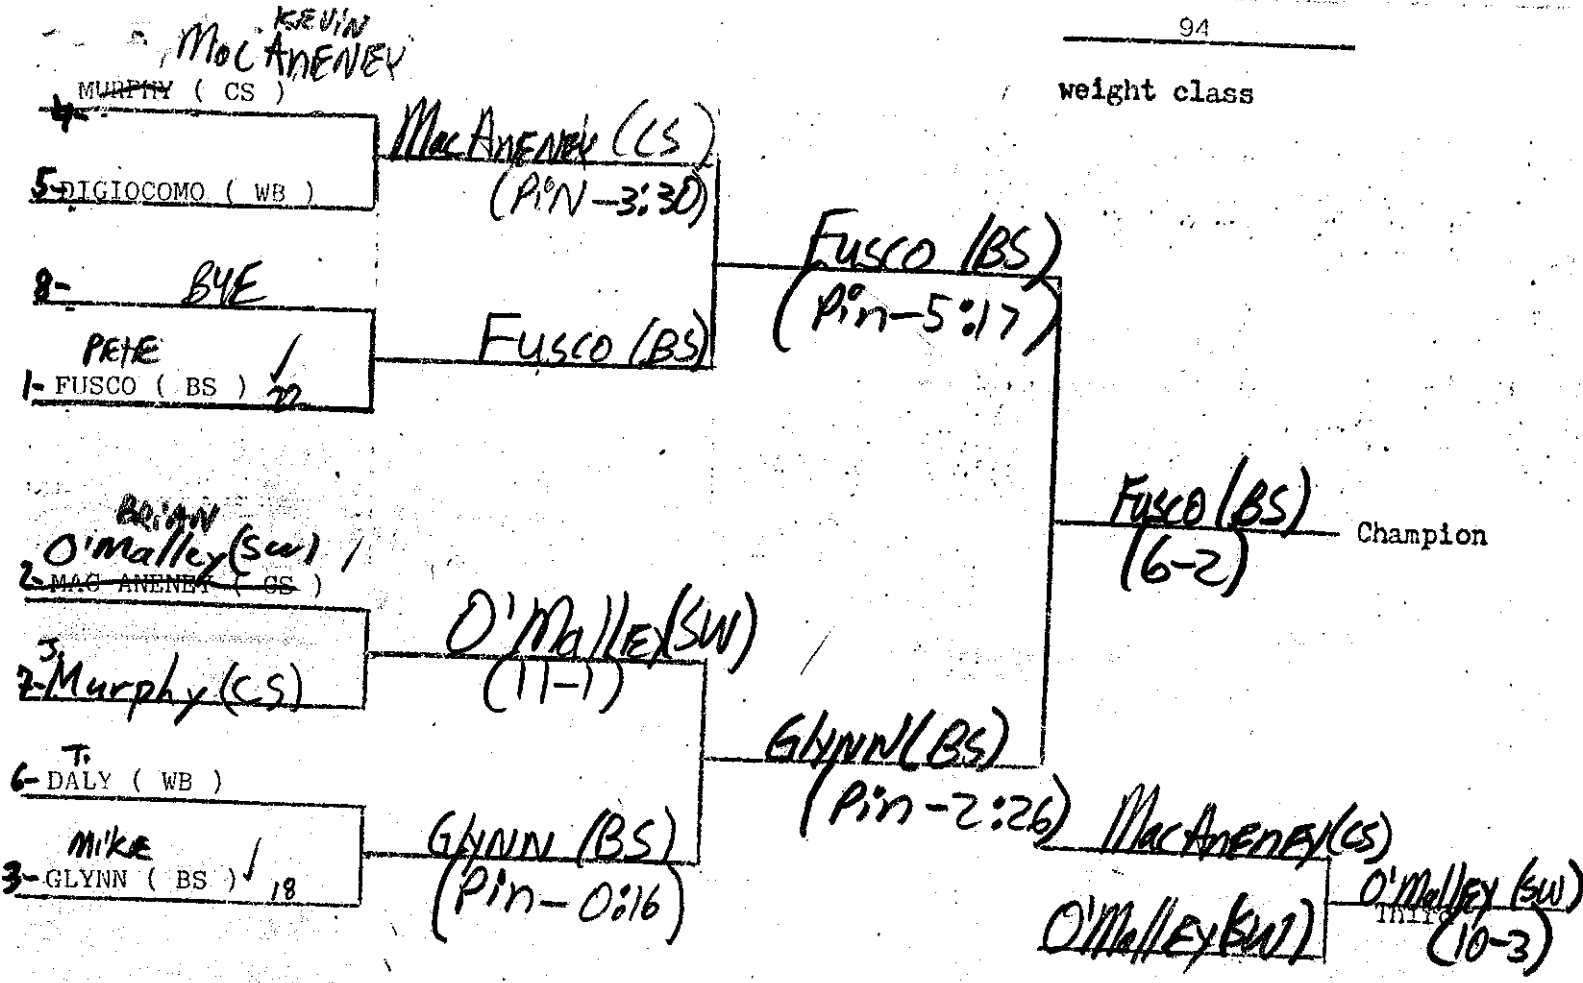 94
weight class
KEViN
MacANENEY
4- MURPHY ( CS )
MacANENEY (CS)
5- DIGIOCOMO ( WB )
(PiN-3:30)
Fusco (BS)
8- BYE
(Pin-5:17)
PETE
Fusco (BS)
1- FUSCO ( BS ) ✓ 22
Fusco (BS)
Champion
(6-2)
BRiAN
O'Malley (SW)
2- MAC ANENEY ( CS )
O'MallEy (SW)
J.
7- Murphy (CS)
(11-1)
GlyNN (BS)
T.
6- DALY ( WB )
(Pin-2:26)
MacAnENEy (CS)
MikE
GlyNN (BS)
3- GLYNN ( BS ) ✓ 18
(Pin-0:16)
O'MallEy (SW)
Third
O'MallEy (SW)
(10-3)